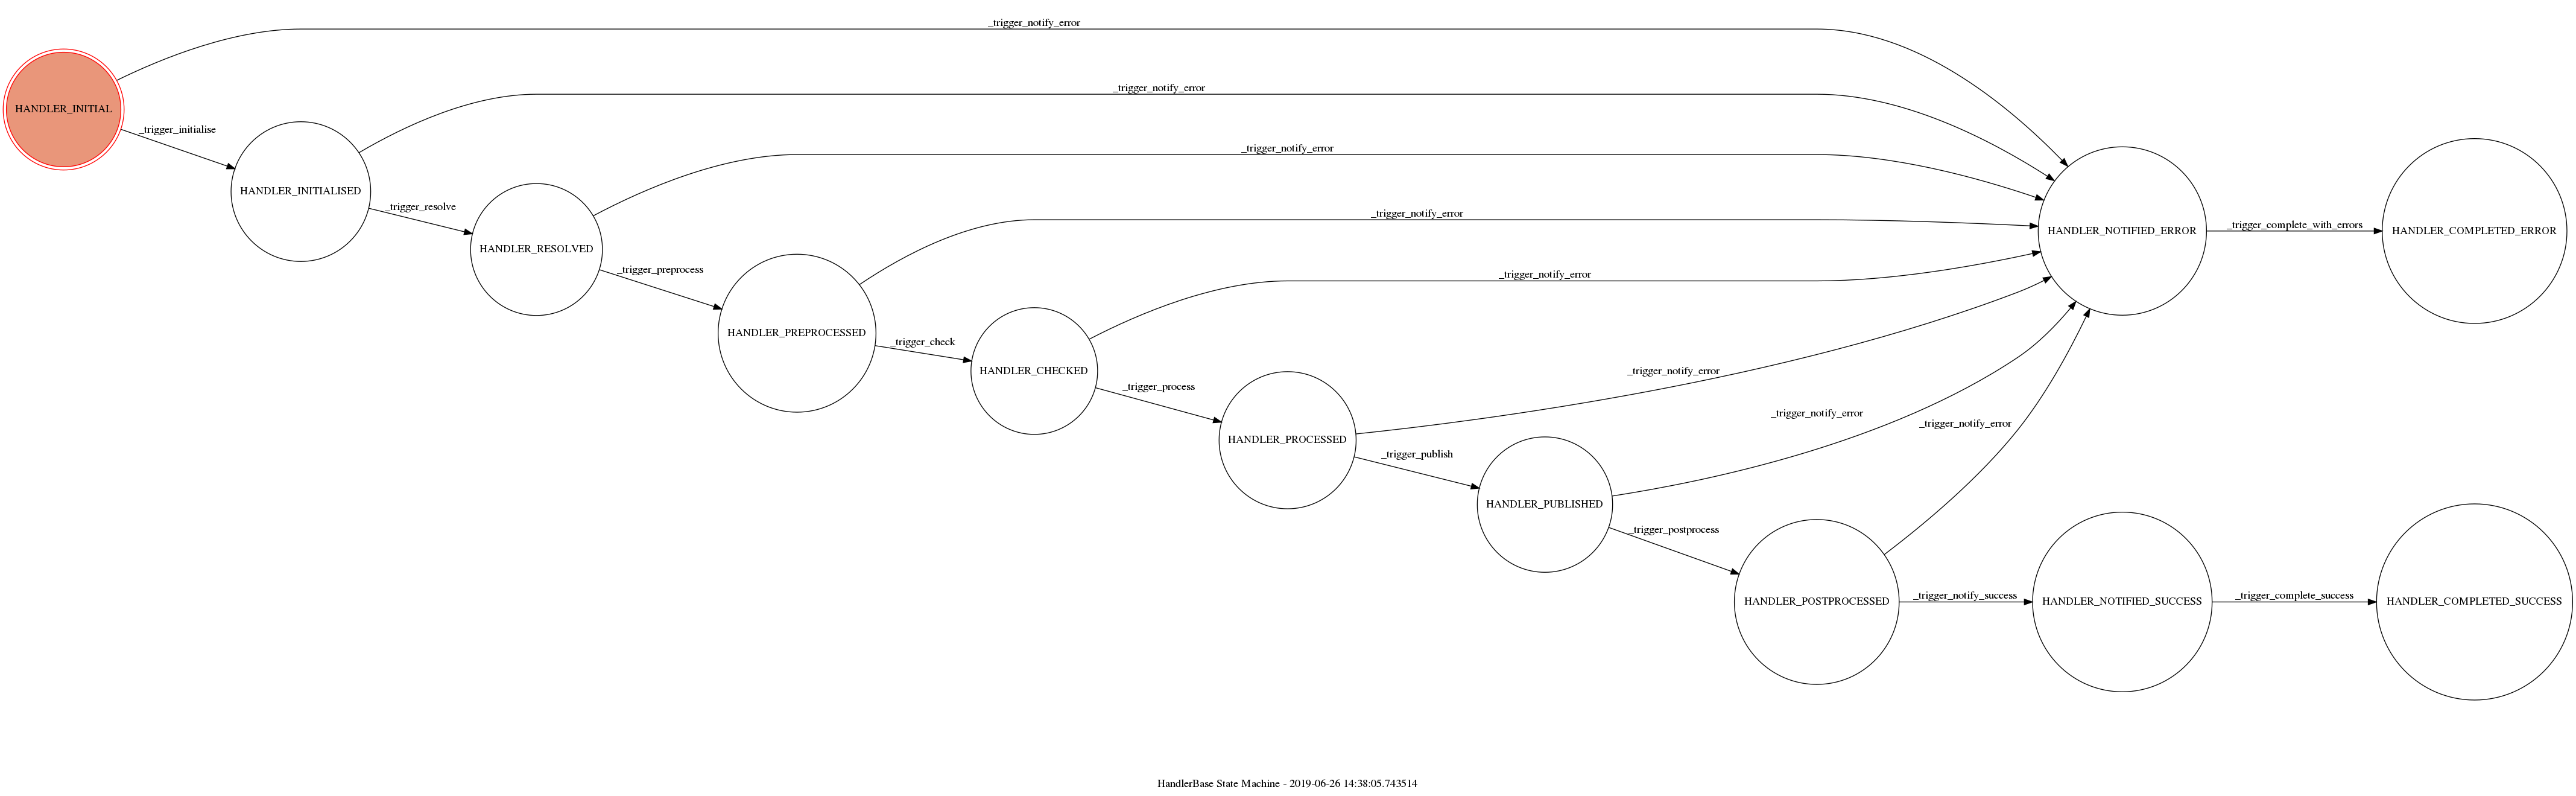 _trigger_notify_error
_trigger_notify_error
HANDLER_INITIAL
_trigger_initialise
_trigger_notify_error
HANDLER_INITIALISED
_trigger_resolve
_trigger_notify_error
HANDLER_NOTIFIED_ERROR
_trigger_complete_with_errors
HANDLER_COMPLETED_ERROR
HANDLER_RESOLVED
_trigger_preprocess
_trigger_notify_error
HANDLER_PREPROCESSED
_trigger_check
HANDLER_CHECKED
_trigger_notify_error
_trigger_process
_trigger_notify_error
_trigger_notify_error
HANDLER_PROCESSED
_trigger_publish
HANDLER_PUBLISHED
_trigger_postprocess
HANDLER_POSTPROCESSED
_trigger_notify_success
HANDLER_NOTIFIED_SUCCESS
_trigger_complete_success
HANDLER_COMPLETED_SUCCESS
HandlerBase State Machine - 2019-06-26 14:38:05.743514